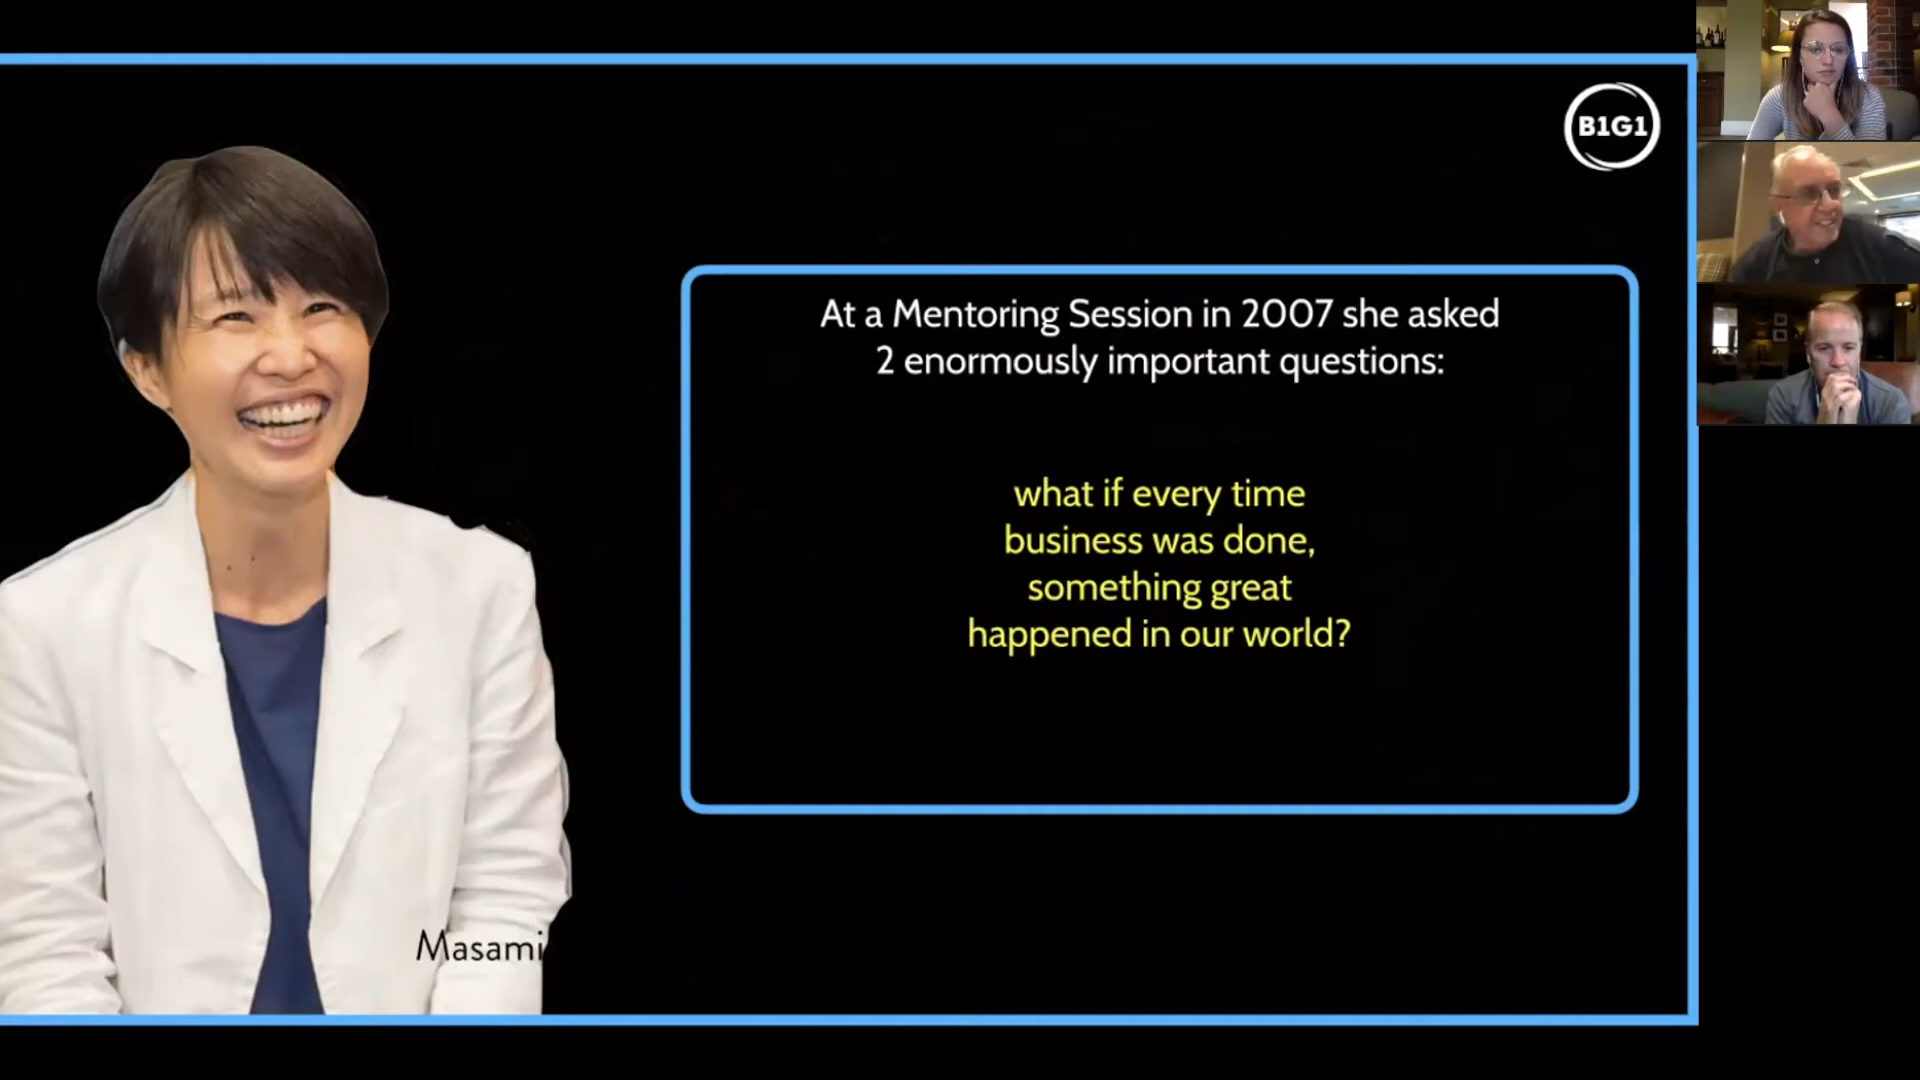 B1G1
At a Mentoring Session in 2007 she asked
2 enormously important questions:
what if every time
business was done,
something great
happened in our world?
Masami